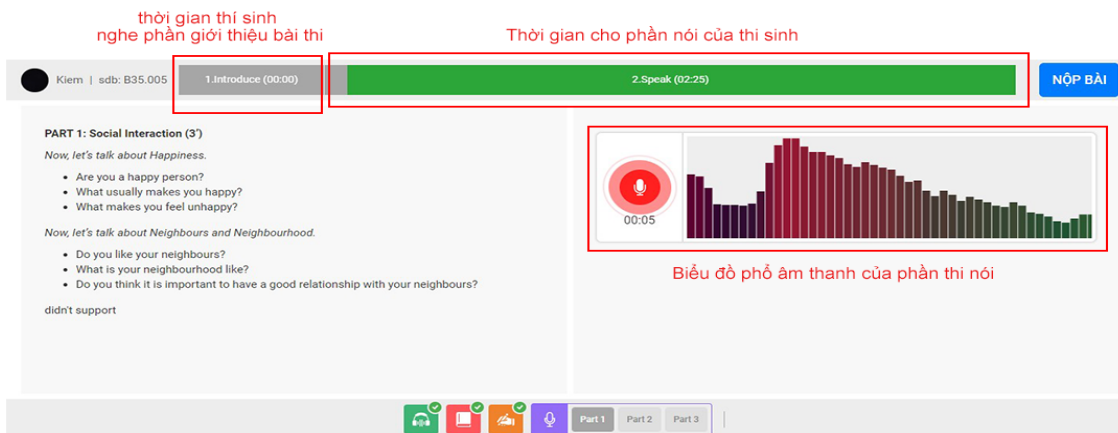 thời gian thí sinh
nghe phần giới thiệu bài thi
Thời gian cho phần nói của thi sinh
Kiem | sdb: B35.005
1.Introduce (00:00)
2.Speak (02:25)
NỘP BÀI
PART 1: Social Interaction (3')
Now, let's talk about Happiness.
Are you a happy person?
What usually makes you happy?
What makes you feel unhappy?
Now, let's talk about Neighbours and Neighbourhood.
Do you like your neighbours?
What is your neighbourhood like?
Do you think it is important to have a good relationship with your neighbours?
didn't support
00:05
Biểu đồ phổ âm thanh của phần thi nói
Part 1
Part 2
Part 3